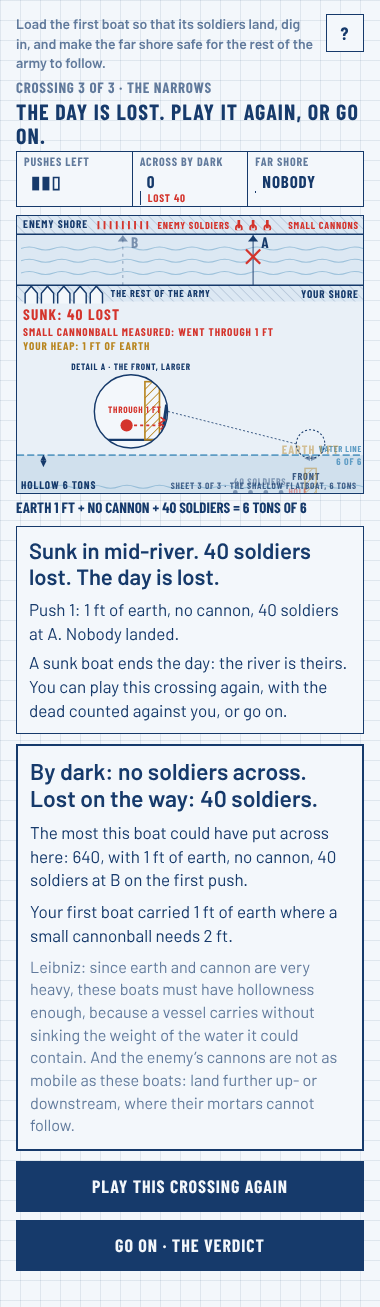 Load the first boat so that its soldiers land, dig
in, and make the far shore safe for the rest of the
army to follow.
?
CROSSING 3 OF 3 · THE NARROWS
THE DAY IS LOST. PLAY IT AGAIN, OR GO
ON.
PUSHES LEFT
ACROSS BY DARK
0
LOST 40
FAR SHORE
NOBODY
ENEMY SHORE
ENEMY SOLDIERS
SMALL CANNONS
B
A
THE REST OF THE ARMY
YOUR SHORE
SUNK: 40 LOST
SMALL CANNONBALL MEASURED: WENT THROUGH 1 FT
YOUR HEAP: 1 FT OF EARTH
DETAIL A · THE FRONT, LARGER
THROUGH 1 FT
EARTH
WATER LINE
6 OF 6
FRONT
40 SOLDIERS
HOLLOW 6 TONS
SHEET 3 OF 3 · THE SHALLOW FLATBOAT, 6 TONS
EARTH 1 FT + NO CANNON + 40 SOLDIERS = 6 TONS OF 6
Sunk in mid-river. 40 soldiers
lost. The day is lost.
Push 1: 1 ft of earth, no cannon, 40 soldiers
at A. Nobody landed.
A sunk boat ends the day: the river is theirs.
You can play this crossing again, with the
dead counted against you, or go on.
By dark: no soldiers across.
Lost on the way: 40 soldiers.
The most this boat could have put across
here: 640, with 1 ft of earth, no cannon, 40
soldiers at B on the first push.
Your first boat carried 1 ft of earth where a
small cannonball needs 2 ft.
Leibniz: since earth and cannon are very
heavy, these boats must have hollowness
enough, because a vessel carries without
sinking the weight of the water it could
contain. And the enemy's cannons are not as
mobile as these boats: land further up- or
downstream, where their mortars cannot
follow.
PLAY THIS CROSSING AGAIN
GO ON · THE VERDICT